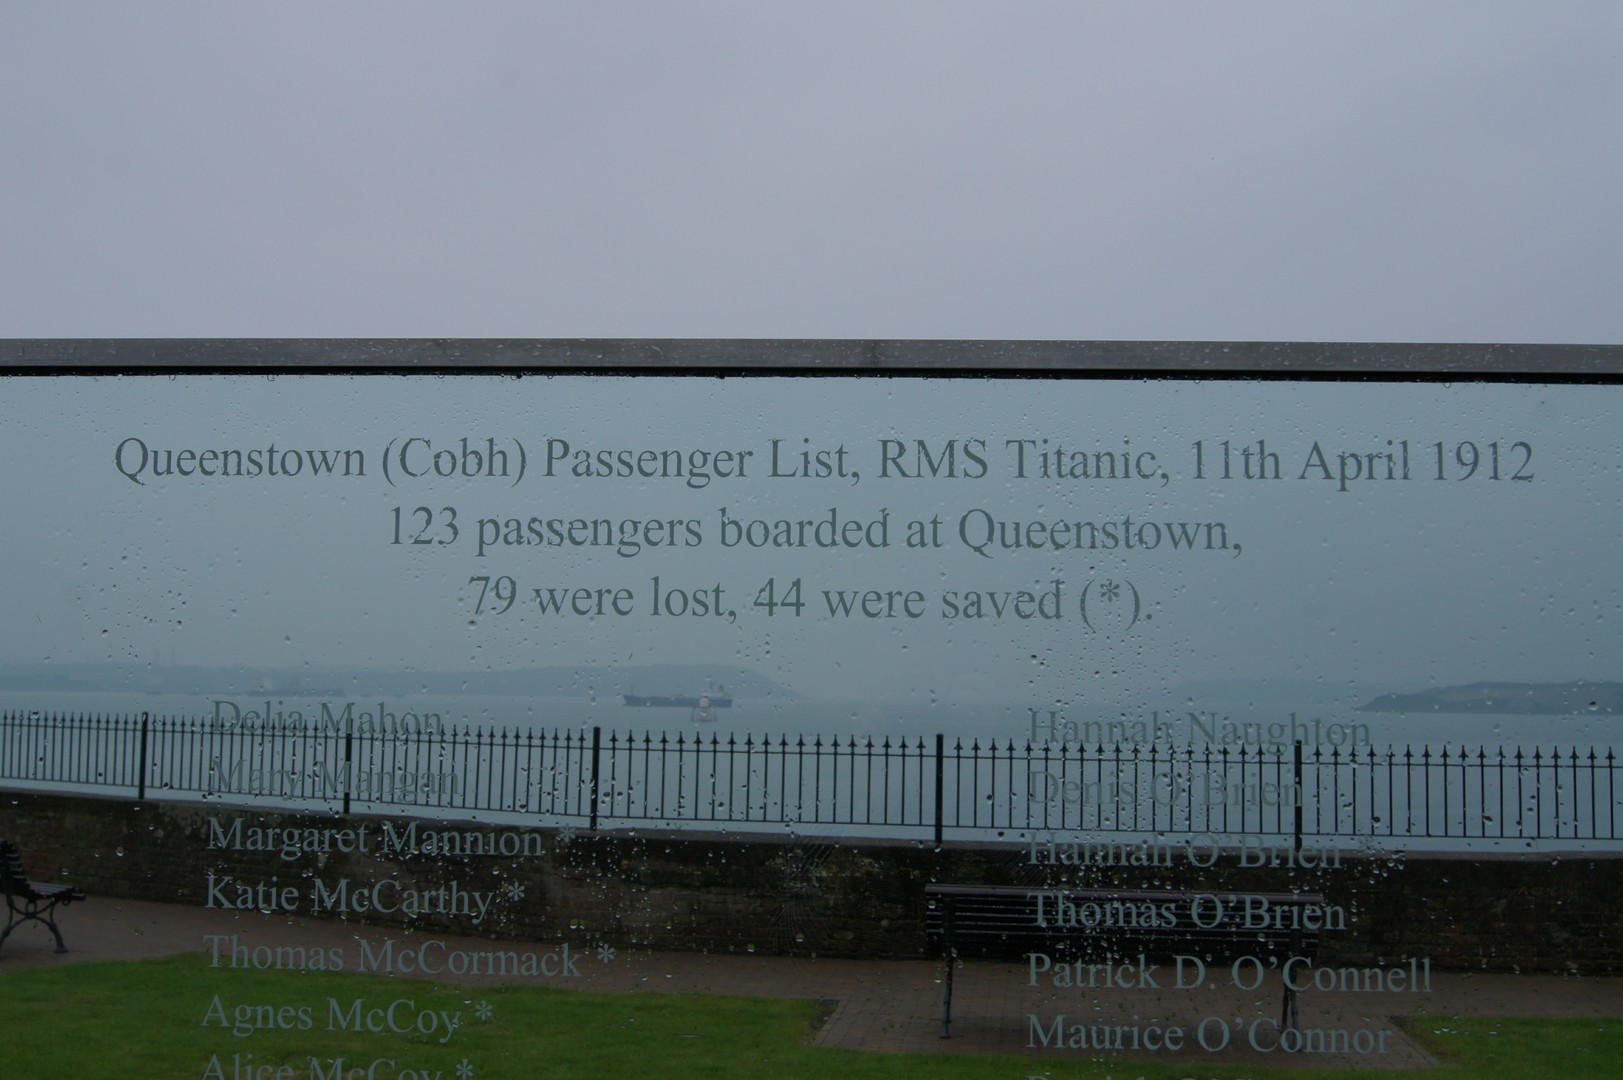 Queenstown (Cobh) Passenger List, RMS Titanic, 11th April 1912
123 passengers boarded at Queenstown,
79 were lost, 44 were saved (*).
Delia Mahon
Mary Mangan
Margaret Mannion *
Katie McCarthy *
Thomas McCormack *
Agnes McCoy *
Alice McCoy *
Hannah Naughton
Denis O'Brien
Hannah O'Brien *
Thomas O'Brien
Patrick D. O'Connell
Maurice O'Connor